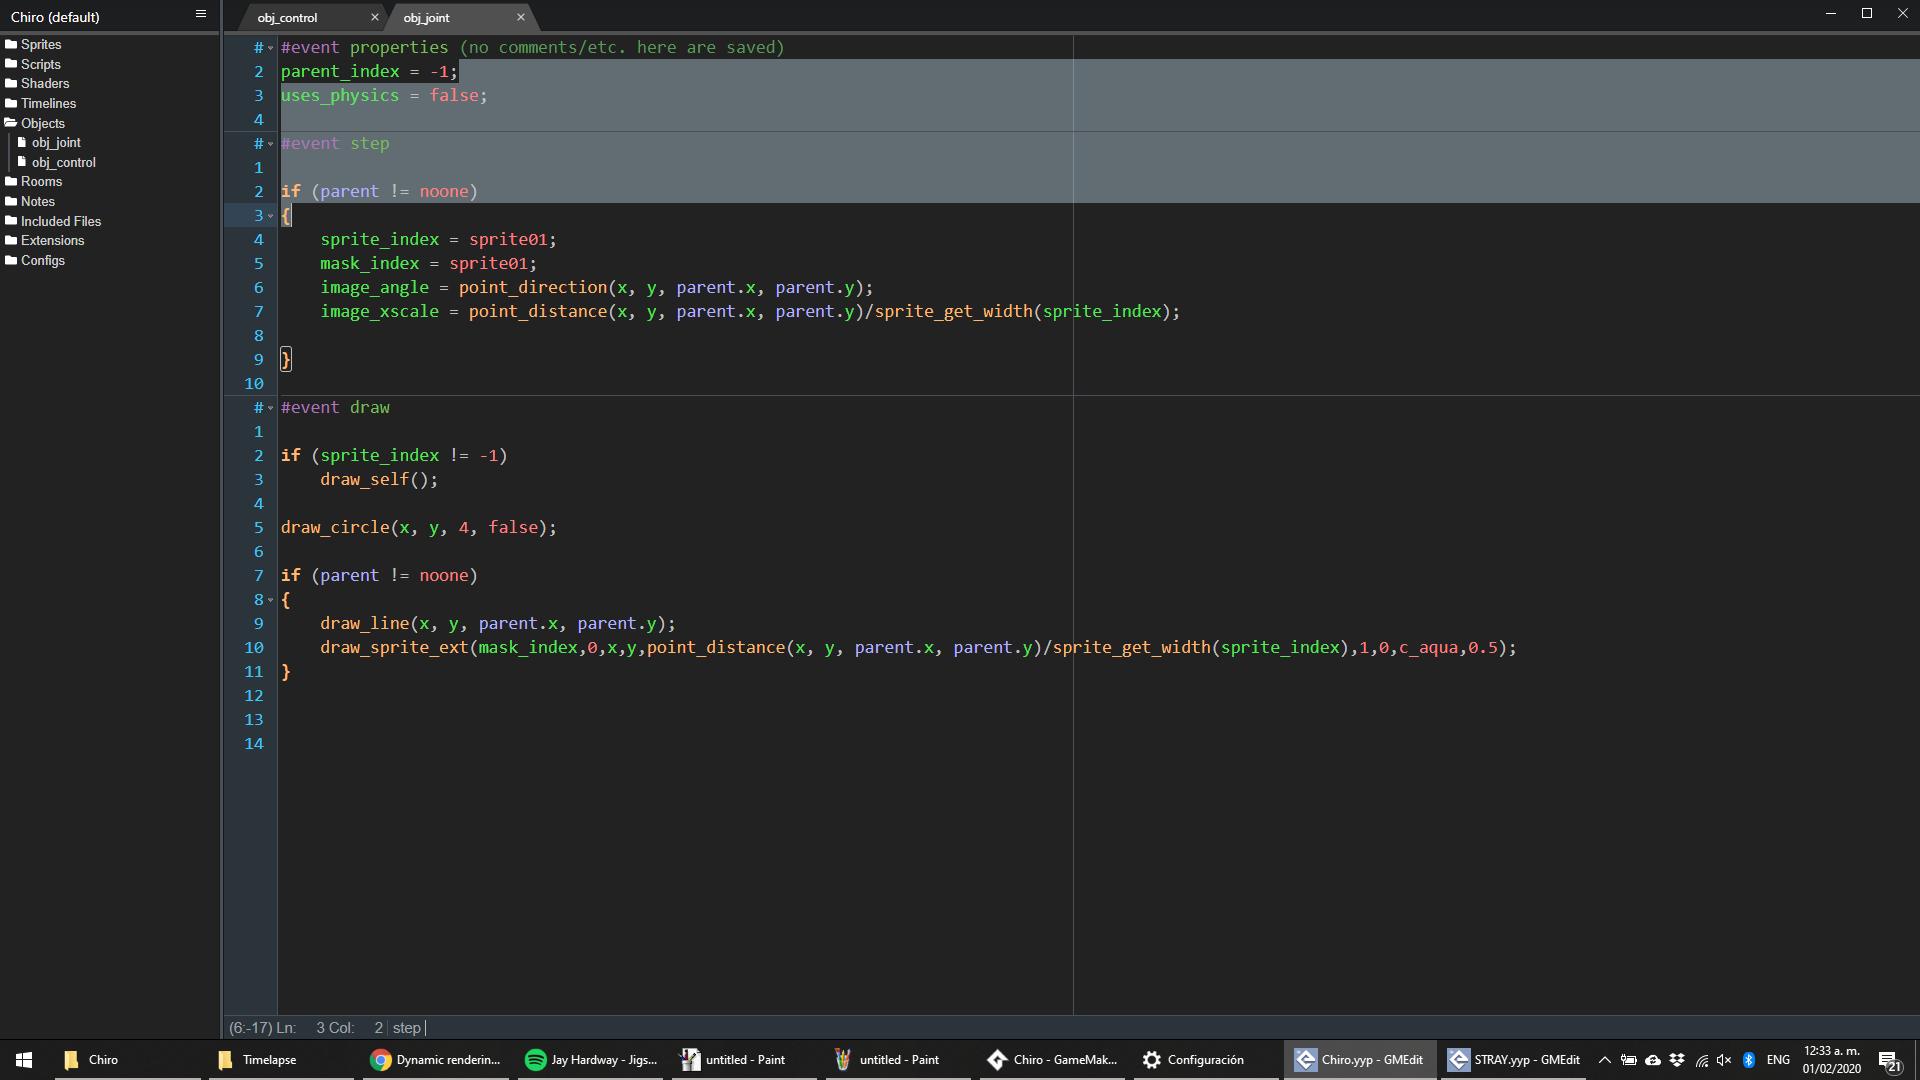 Chiro (default)
obj_control ×
obj_joint ×
Sprites
Scripts
Shaders
Timelines
Objects
obj_joint
obj_control
Rooms
Notes
Included Files
Extensions
Configs
# #event properties (no comments/etc. here are saved)
2 parent_index = -1;
3 uses_physics = false;
4
# #event step
1
2 if (parent != noone)
3 {
4 sprite_index = sprite01;
5 mask_index = sprite01;
6 image_angle = point_direction(x, y, parent.x, parent.y);
7 image_xscale = point_distance(x, y, parent.x, parent.y)/sprite_get_width(sprite_index);
8
9 }
10
# #event draw
1
2 if (sprite_index != -1)
3 draw_self();
4
5 draw_circle(x, y, 4, false);
6
7 if (parent != noone)
8 {
9 draw_line(x, y, parent.x, parent.y);
10 draw_sprite_ext(mask_index,0,x,y,point_distance(x, y, parent.x, parent.y)/sprite_get_width(sprite_index),1,0,c_aqua,0.5);
11 }
12
13
14
(6:-17) Ln: 3 Col: 2 step
Chiro
Timelapse
Dynamic renderin...
Jay Hardway - Jigs...
untitled - Paint
untitled - Paint
Chiro - GameMak...
Configuración
Chiro.yyp - GMEdit
STRAY.yyp - GMEdit
ENG
12:33 a. m.
01/02/2020
21